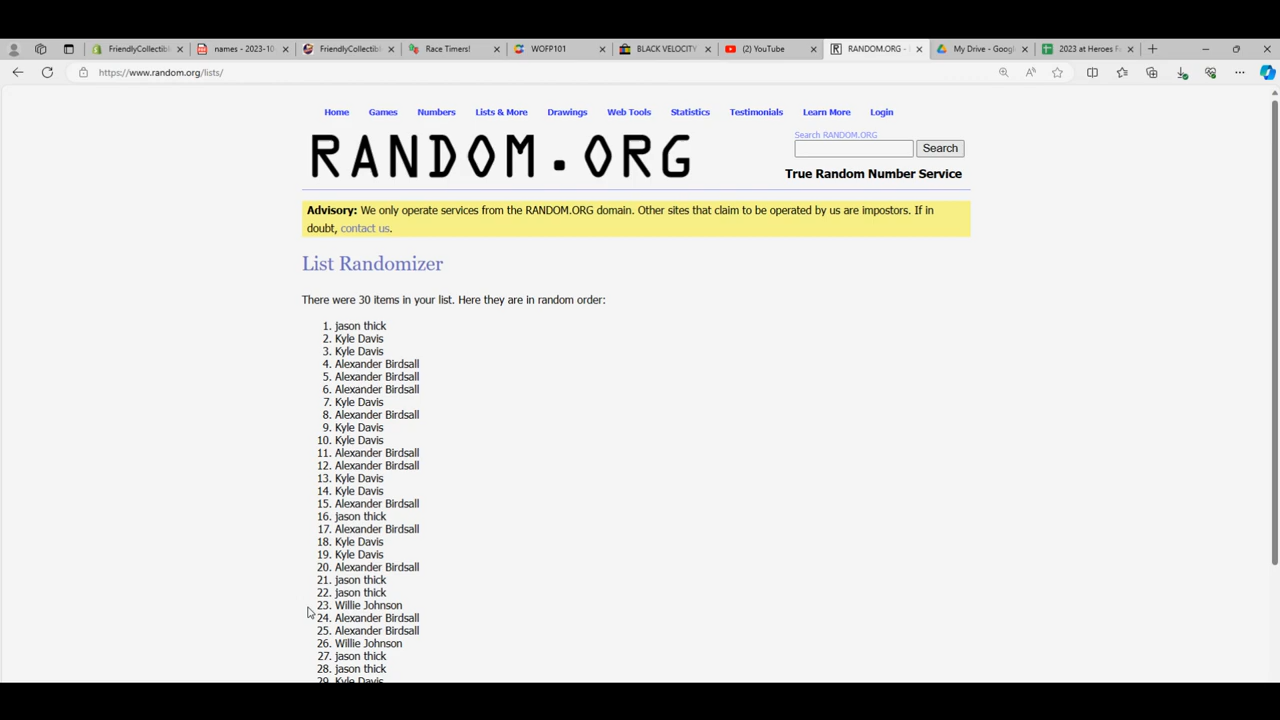 FriendlyCollectib
names - 2023-10
FriendlyCollectib
Race Timers!
WOFP101
BLACK VELOCITY
(2) YouTube
RANDOM.ORG -
My Drive - Googl
2023 at Heroes F
https://www.random.org/lists/
Home Games Numbers Lists & More Drawings Web Tools Statistics Testimonials Learn More Login
RANDOM.ORG
Search RANDOM.ORG
Search
True Random Number Service
Advisory: We only operate services from the RANDOM.ORG domain. Other sites that claim to be operated by us are impostors. If in
doubt, contact us.
List Randomizer
There were 30 items in your list. Here they are in random order:
1. jason thick
2. Kyle Davis
3. Kyle Davis
4. Alexander Birdsall
5. Alexander Birdsall
6. Alexander Birdsall
7. Kyle Davis
8. Alexander Birdsall
9. Kyle Davis
10. Kyle Davis
11. Alexander Birdsall
12. Alexander Birdsall
13. Kyle Davis
14. Kyle Davis
15. Alexander Birdsall
16. jason thick
17. Alexander Birdsall
18. Kyle Davis
19. Kyle Davis
20. Alexander Birdsall
21. jason thick
22. jason thick
23. Willie Johnson
24. Alexander Birdsall
25. Alexander Birdsall
26. Willie Johnson
27. jason thick
28. jason thick
29. Kyle Davis